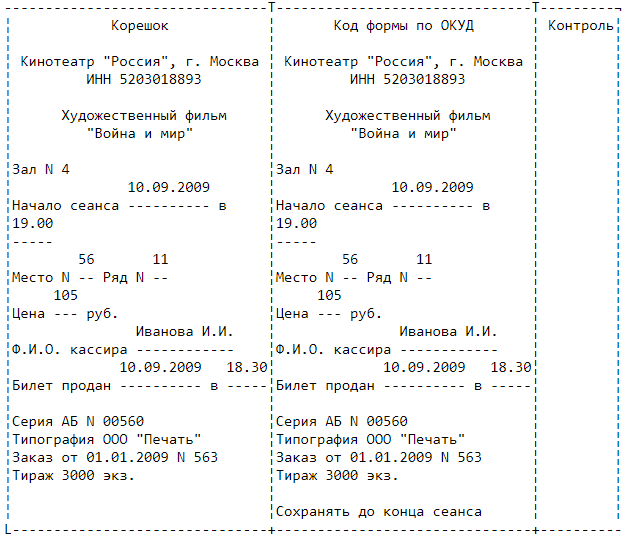 Корешок
Кинотеатр "Россия", г. Москва
ИНН 5203018893
Художественный фильм
"Война и мир"
Зал N 4
10.09.2009
Начало сеанса ---------- в
19.00
-----
56 11
Место N -- Ряд N --
105
Цена --- руб.
Иванова И.И.
Ф.И.О. кассира ------------
10.09.2009 18.30
Билет продан ---------- в -----
Серия АБ N 00560
Типография ООО "Печать"
Заказ от 01.01.2009 N 563
Тираж 3000 экз.
Код формы по ОКУД
Кинотеатр "Россия", г. Москва
ИНН 5203018893
Художественный фильм
"Война и мир"
Зал N 4
10.09.2009
Начало сеанса ---------- в
19.00
-----
56 11
Место N -- Ряд N --
105
Цена --- руб.
Иванова И.И.
Ф.И.О. кассира ------------
10.09.2009 18.30
Билет продан ---------- в -----
Серия АБ N 00560
Типография ООО "Печать"
Заказ от 01.01.2009 N 563
Тираж 3000 экз.
Сохранять до конца сеанса
Контроль